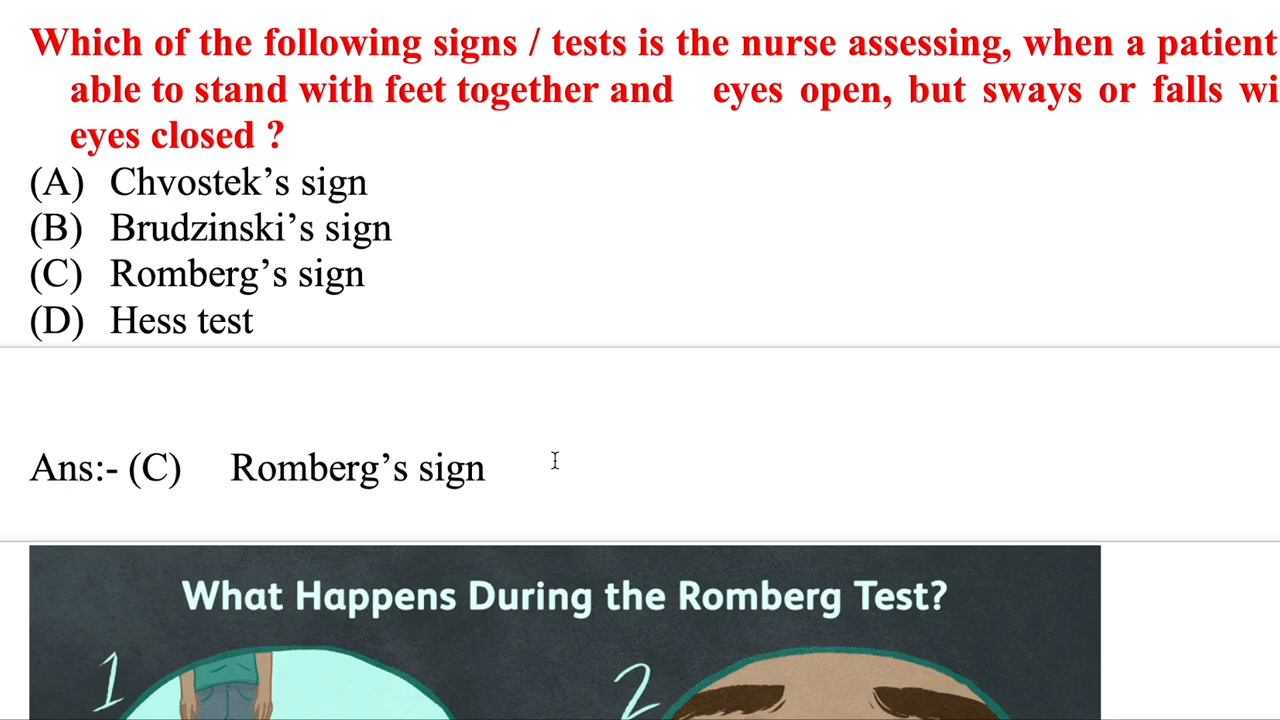 Which of the following signs / tests is the nurse assessing, when a patient
able to stand with feet together and eyes open, but sways or falls wi
eyes closed ?
(A) Chvostek’s sign
(B) Brudzinski’s sign
(C) Romberg’s sign
(D) Hess test
Ans:- (C) Romberg’s sign
What Happens During the Romberg Test?
1
2